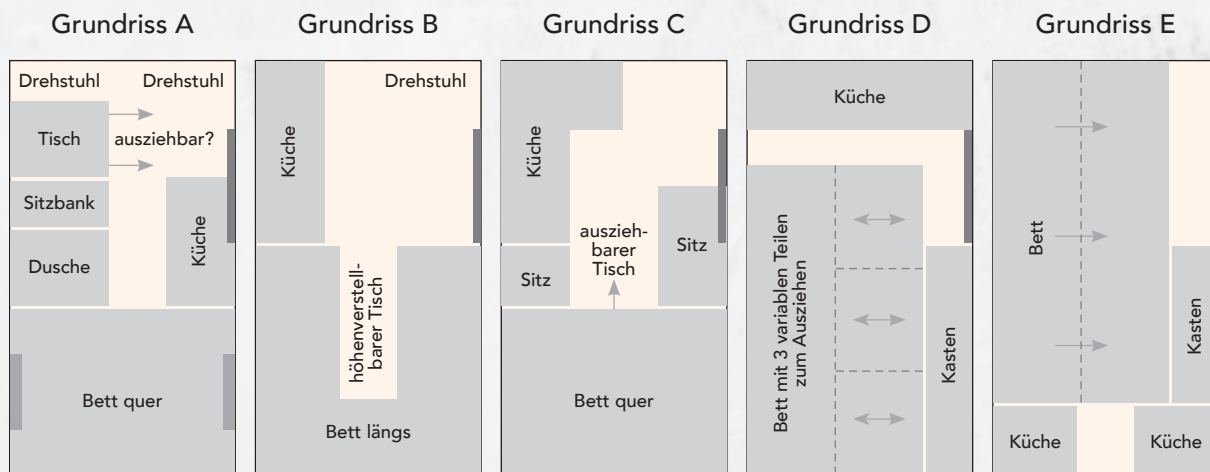 Grundriss A
Drehstuhl
Drehstuhl
Tisch
ausziehbar?
Sitzbank
Dusche
Küche
Bett quer
Grundriss B
Küche
Drehstuhl
höhenverstell-
barer Tisch
Bett längs
Grundriss C
Küche
auszieh-
barer
Tisch
Sitz
Sitz
Bett quer
Grundriss D
Küche
Bett mit 3 variablen Teilen
zum Ausziehen
Kasten
Grundriss E
Bett
Kasten
Küche
Küche